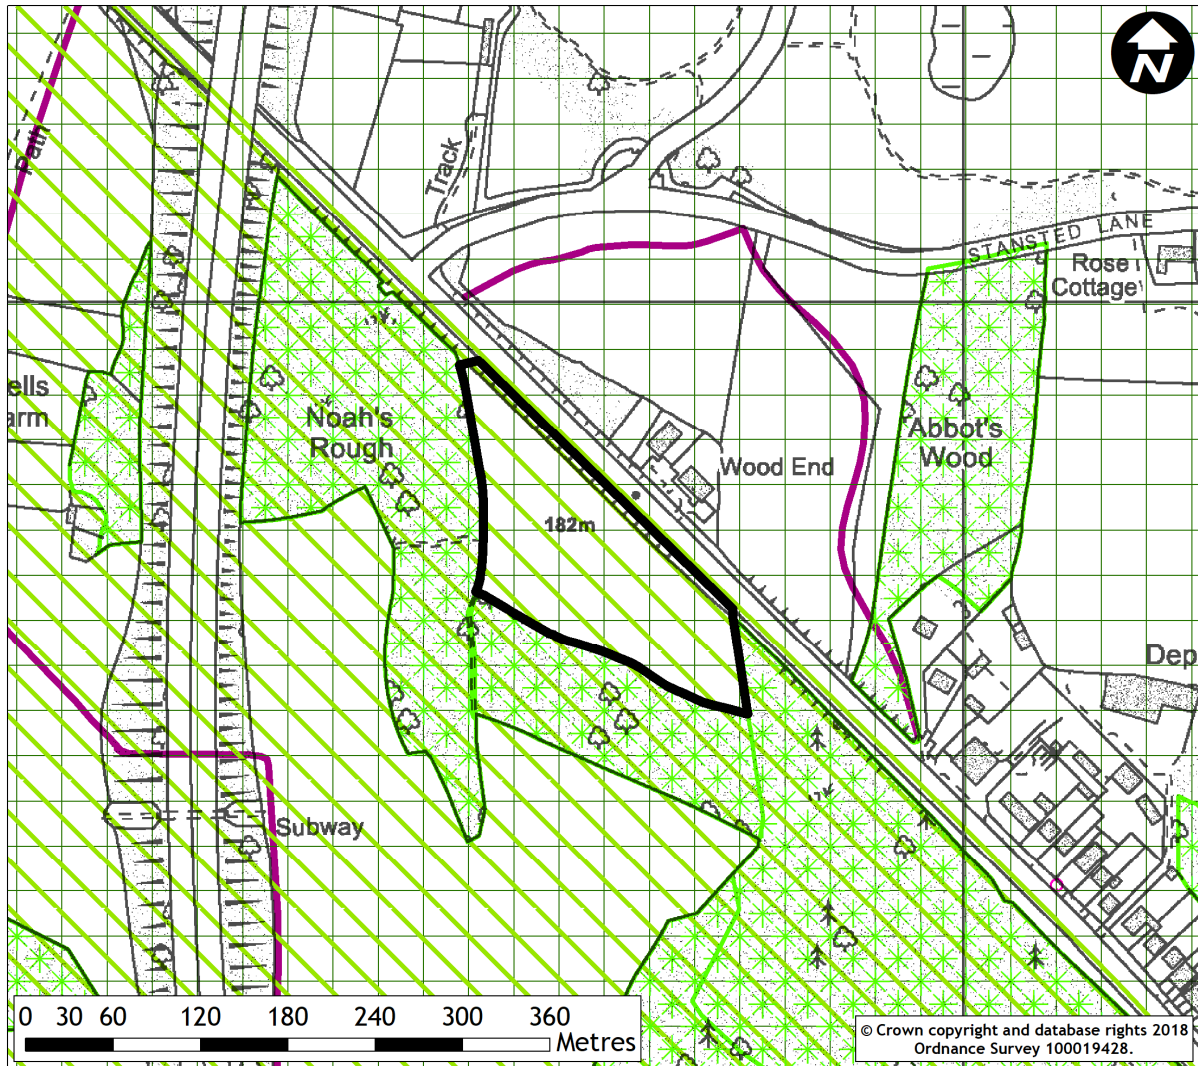 N
Path
Track
STANSTED LANE
Rose
Cottage
ells
arm
Noah's
Rough
Abbot's
Wood
Wood End
182m
Dep
Subway
0 30 60 120 180 240 300 360
Metres
© Crown copyright and database rights 2018
Ordnance Survey 100019428.